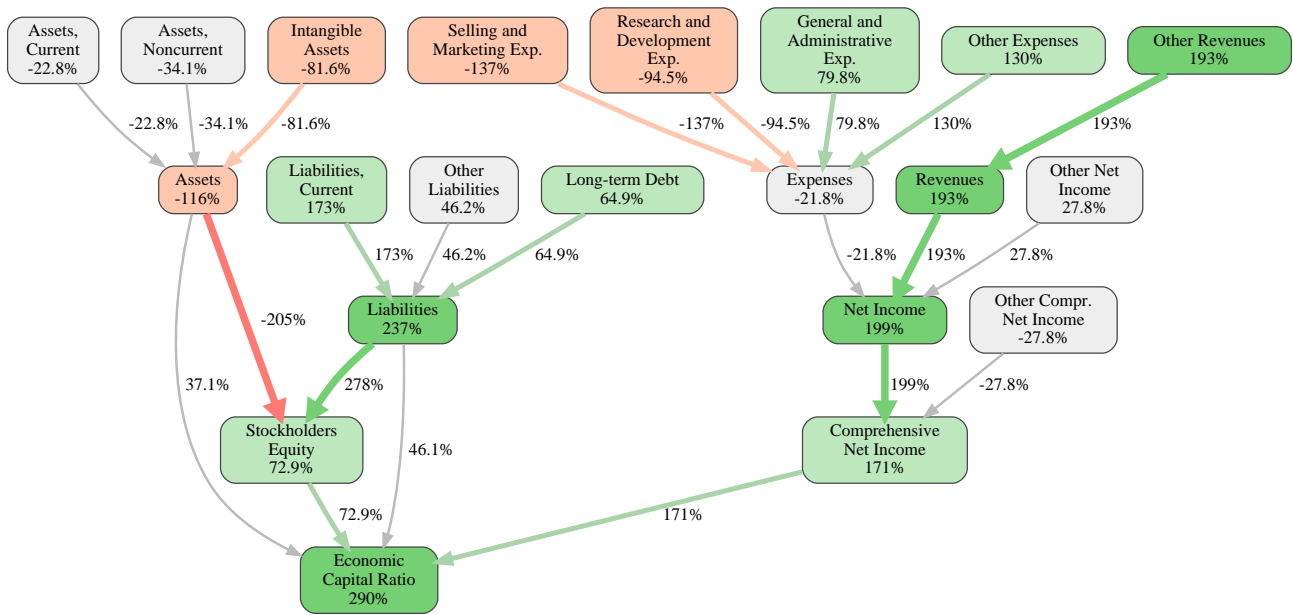 Assets,
Current
-22.8%
Assets,
Noncurrent
-34.1%
Intangible
Assets
-81.6%
Selling and
Marketing Exp.
-137%
Research and
Development
Exp.
-94.5%
General and
Administrative
Exp.
79.8%
Other Expenses
130%
Other Revenues
193%
-22.8%
-34.1%
-81.6%
-137%
-94.5%
79.8%
130%
193%
Assets
-116%
Liabilities,
Current
173%
Other
Liabilities
46.2%
Long-term Debt
64.9%
Expenses
-21.8%
Revenues
193%
Other Net
Income
27.8%
173%
46.2%
64.9%
-21.8%
193%
27.8%
-205%
Liabilities
237%
Net Income
199%
Other Compr.
Net Income
-27.8%
37.1%
278%
199%
-27.8%
Stockholders
Equity
72.9%
46.1%
Comprehensive
Net Income
171%
72.9%
171%
Economic
Capital Ratio
290%